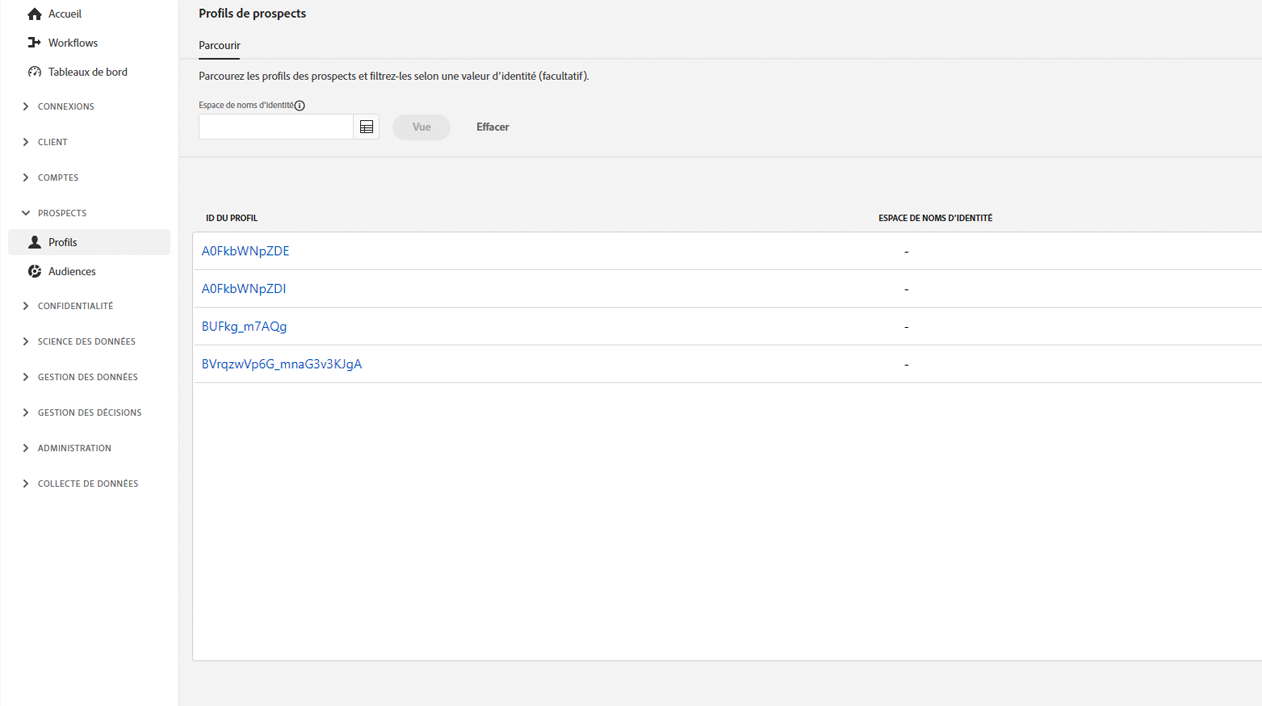 Accueil
Workflows
Tableaux de bord
CONNEXIONS
CLIENT
COMPTES
PROSPECTS
Profils
Audiences
CONFIDENTIALITÉ
SCIENCE DES DONNÉES
GESTION DES DONNÉES
GESTION DES DÉCISIONS
ADMINISTRATION
COLLECTE DE DONNÉES
Profils de prospects
Parcourir
Parcourez les profils des prospects et filtrez-les selon une valeur d'identité (facultatif).
Espace de noms d'identité
Vue Effacer
ID DU PROFIL ESPACE DE NOMS D'IDENTITÉ
A0FkbWNpZDE -
A0FkbWNpZDI -
BUFkg_m7AQg -
BVrqzwVp6G_mnaG3v3KJgA -